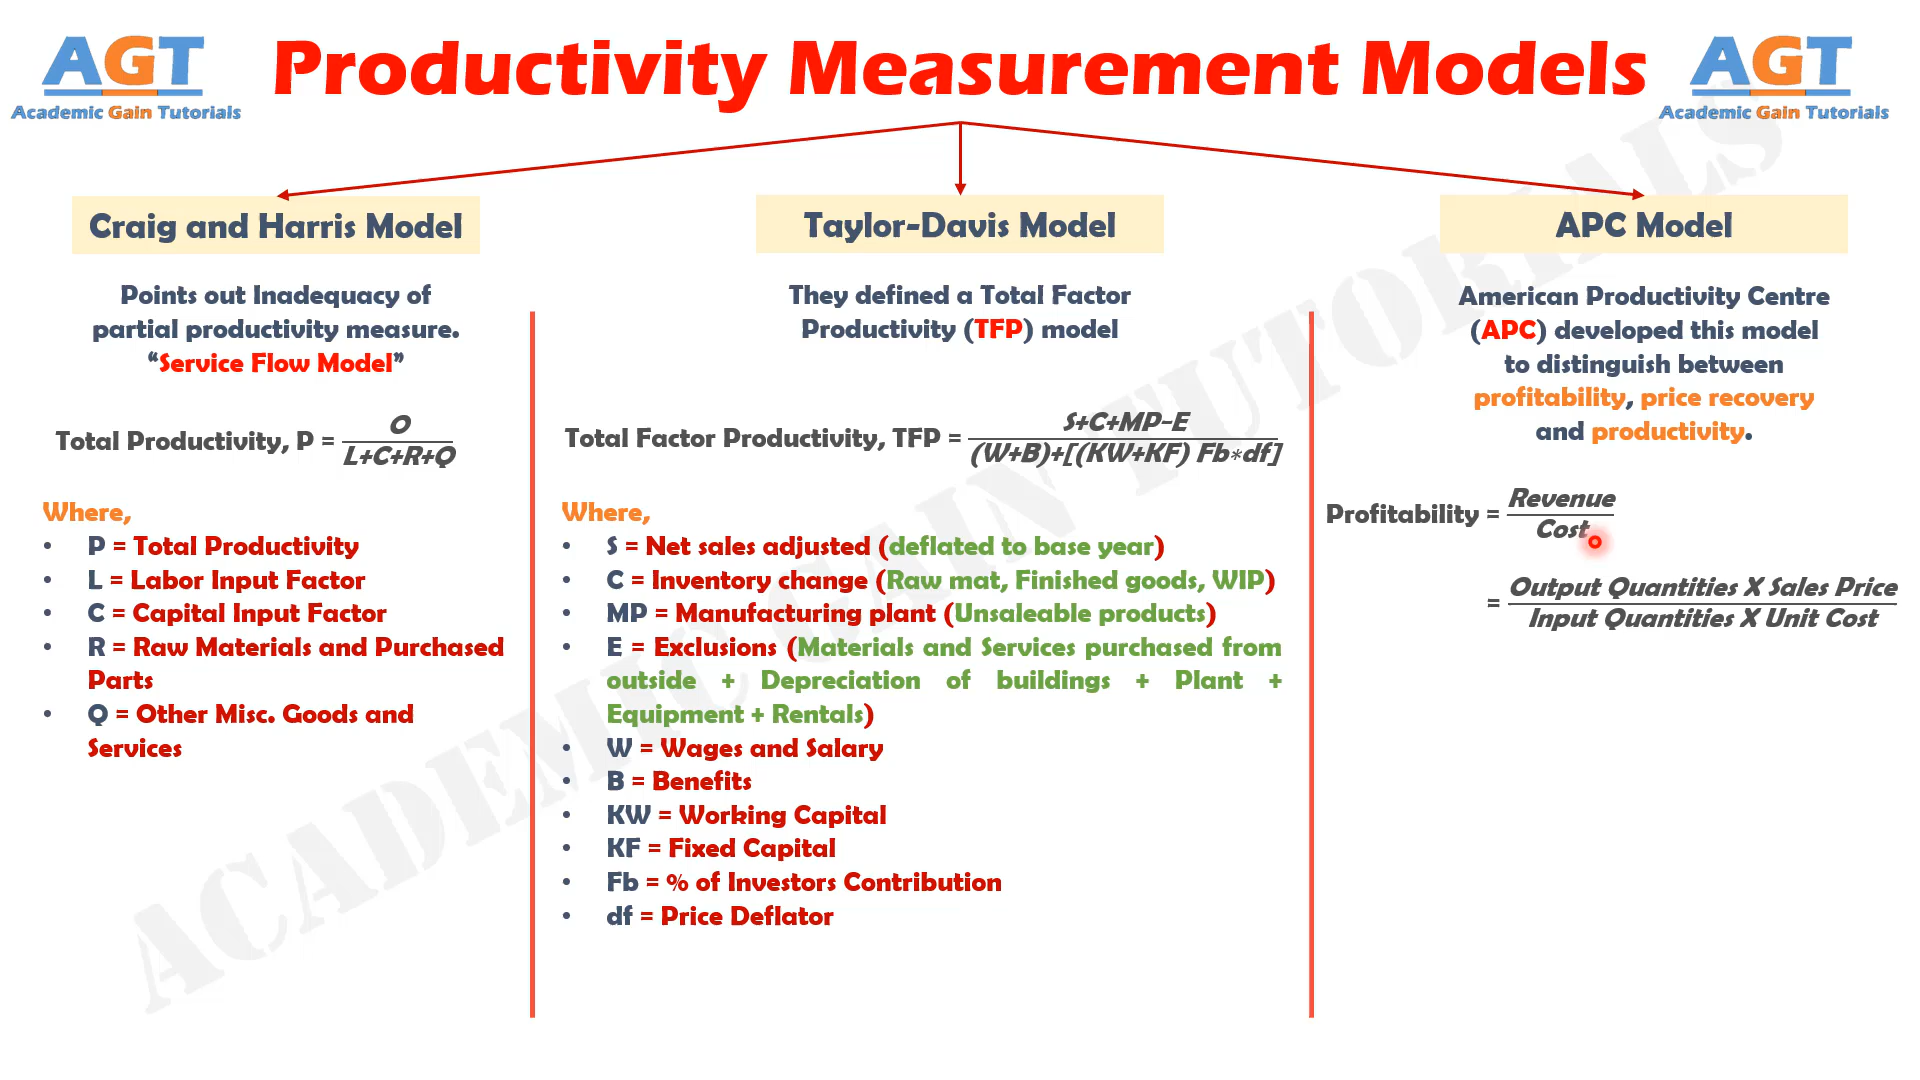 AGT
Academic Gain Tutorials
Productivity Measurement Models
AGT
Academic Gain Tutorials
Craig and Harris Model
Points out Inadequacy of
partial productivity measure.
“Service Flow Model”
Total Productivity, P = O / L+C+R+Q
Where,
• P = Total Productivity
• L = Labor Input Factor
• C = Capital Input Factor
• R = Raw Materials and Purchased
Parts
• Q = Other Misc. Goods and
Services
Taylor-Davis Model
They defined a Total Factor
Productivity (TFP) model
Total Factor Productivity, TFP = S+C+MP−E / (W+B)+[(KW+KF) Fb∗df]
Where,
• S = Net sales adjusted (deflated to base year)
• C = Inventory change (Raw mat, Finished goods, WIP)
• MP = Manufacturing plant (Unsaleable products)
• E = Exclusions (Materials and Services purchased from
outside + Depreciation of buildings + Plant +
Equipment + Rentals)
• W = Wages and Salary
• B = Benefits
• KW = Working Capital
• KF = Fixed Capital
• Fb = % of Investors Contribution
• df = Price Deflator
APC Model
American Productivity Centre
(APC) developed this model
to distinguish between
profitability, price recovery
and productivity.
Profitability = Revenue / Cost
= Output Quantities X Sales Price / Input Quantities X Unit Cost
ACADEMIC GAIN TUTORIALS